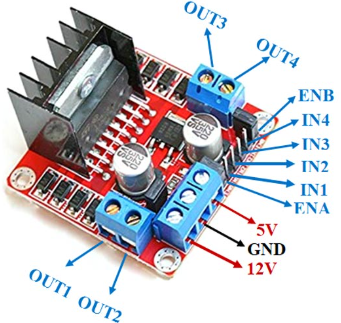 OUT3
OUT4
ENB
IN4
IN3
IN2
IN1
ENA
5V
GND
12V
OUT1 OUT2